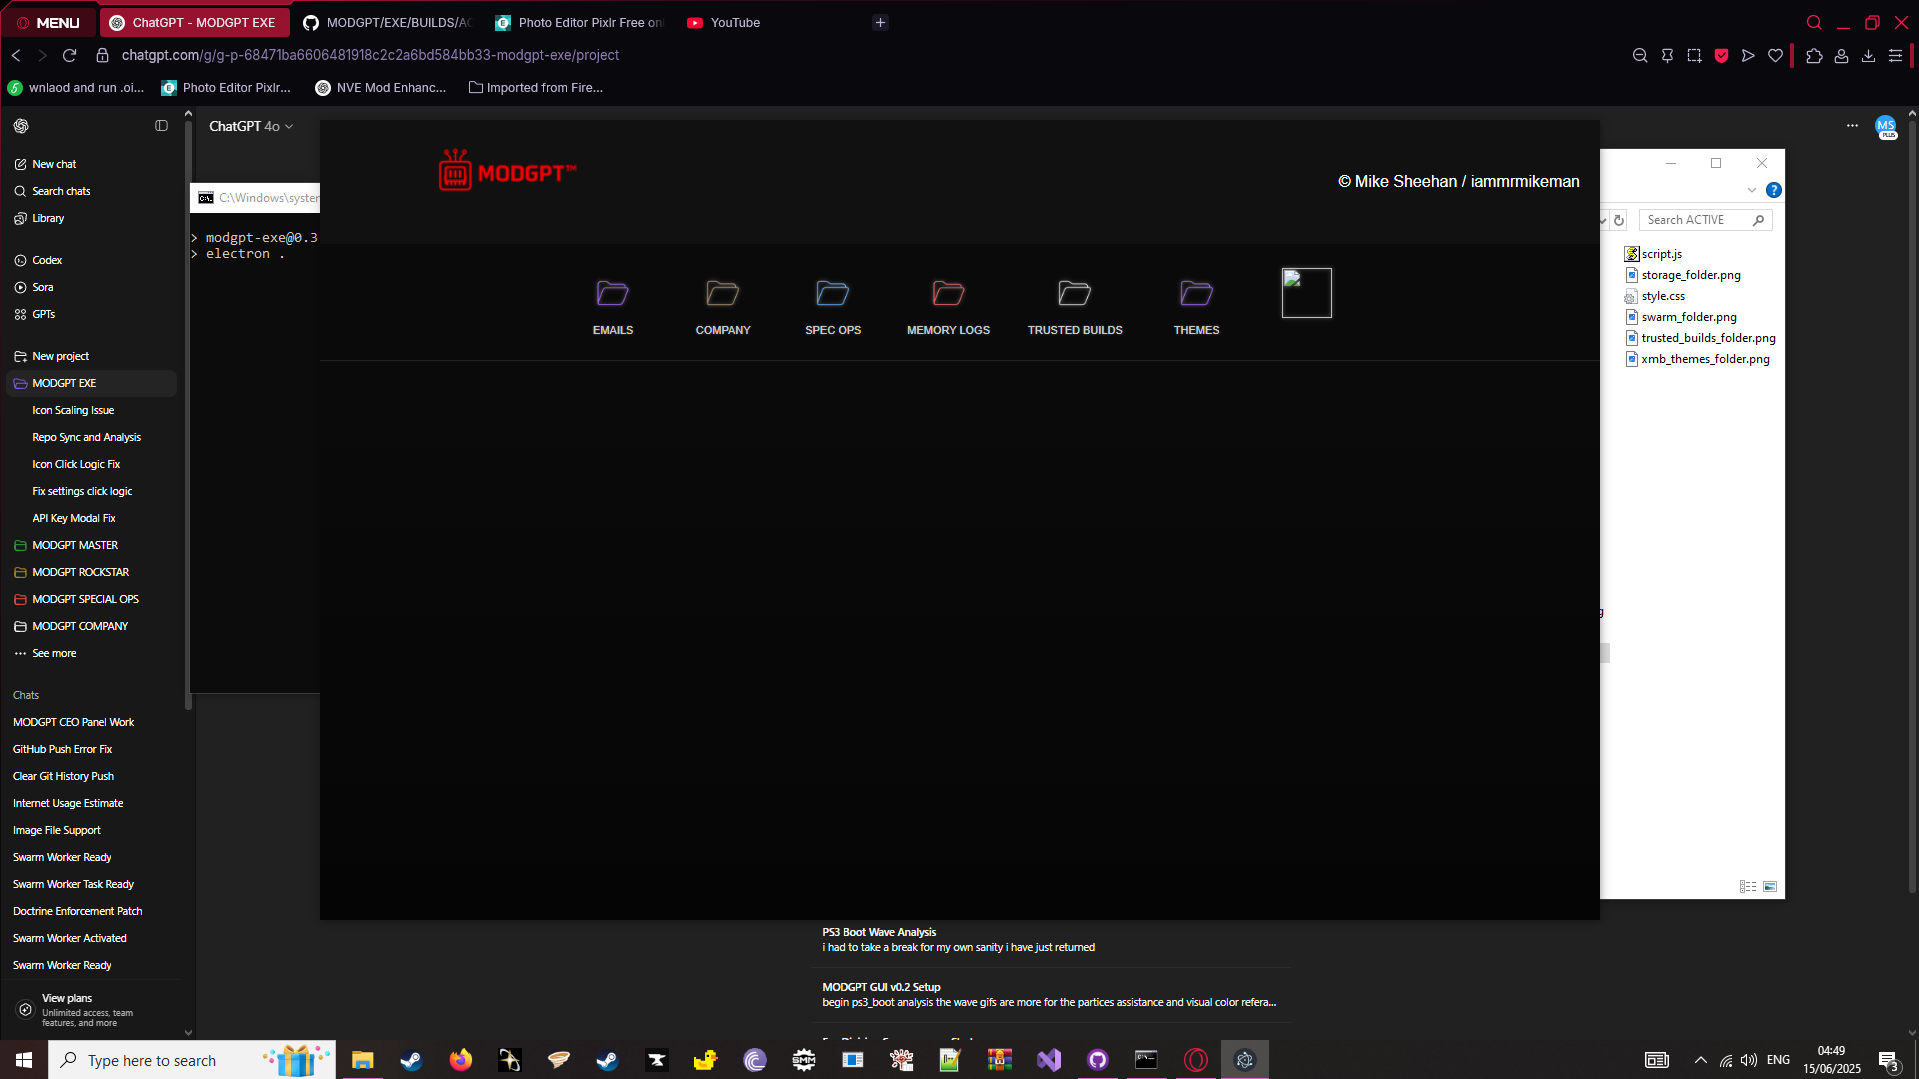 MENU
ChatGPT - MODGPT EXE
MODGPT/EXE/BUILDS/AC
Photo Editor Pixlr Free on
YouTube
chatgpt.com/g/g-p-68471ba6606481918c2c2a6bd584bb33-modgpt-exe/project
wnlaod and run .oi...
Photo Editor Pixlr...
NVE Mod Enhanc...
Imported from Fire...
ChatGPT 4o
MS
PLUS
New chat
Search chats
Library
Codex
Sora
GPTs
New project
MODGPT EXE
Icon Scaling Issue
Repo Sync and Analysis
Icon Click Logic Fix
Fix settings click logic
API Key Modal Fix
MODGPT MASTER
MODGPT ROCKSTAR
MODGPT SPECIAL OPS
MODGPT COMPANY
See more
Chats
MODGPT CEO Panel Work
GitHub Push Error Fix
Clear Git History Push
Internet Usage Estimate
Image File Support
Swarm Worker Ready
Swarm Worker Task Ready
Doctrine Enforcement Patch
Swarm Worker Activated
Swarm Worker Ready
View plans
Unlimited access, team
features, and more
C:\Windows\system
> modgpt-exe@0.3
> electron .
MODGPT™
© Mike Sheehan / iammrmikeman
EMAILS
COMPANY
SPEC OPS
MEMORY LOGS
TRUSTED BUILDS
THEMES
Search ACTIVE
script.js
storage_folder.png
style.css
swarm_folder.png
trusted_builds_folder.png
xmb_themes_folder.png
PS3 Boot Wave Analysis
i had to take a break for my own sanity i have just returned
MODGPT GUI v0.2 Setup
begin ps3_boot analysis the wave gifs are more for the partices assistance and visual color refera...
Type here to search
SMM
ENG
04:49
15/06/2025
3